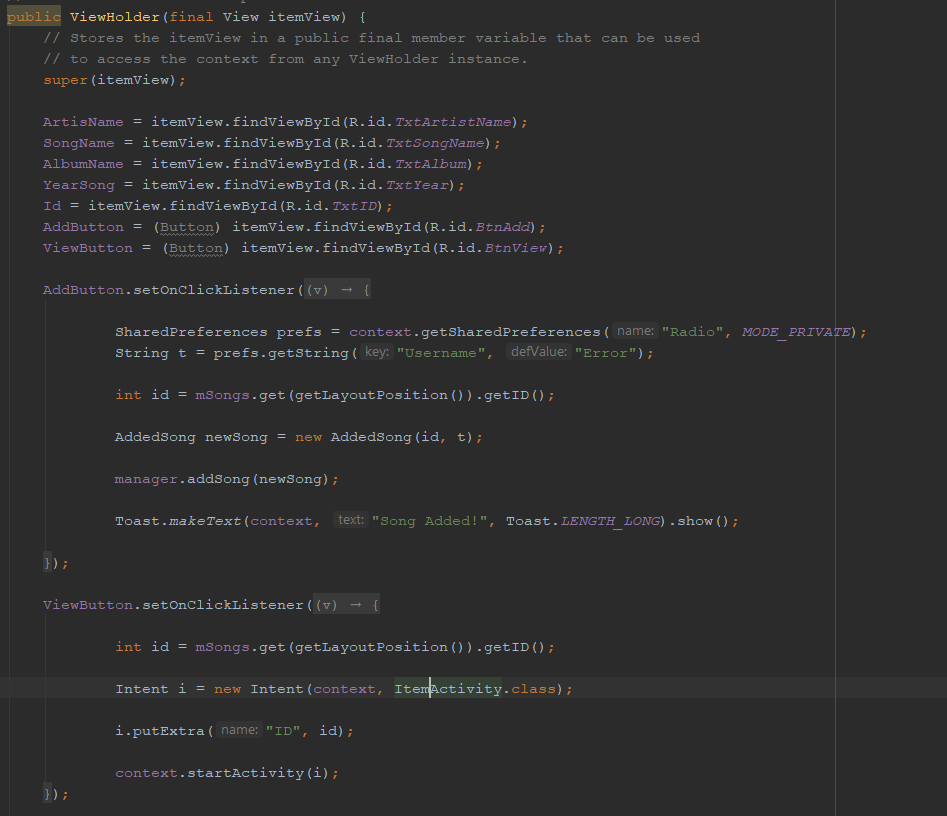 public ViewHolder(final View itemView) {
// Stores the itemView in a public final member variable that can be used
// to access the context from any ViewHolder instance.
super(itemView);
ArtisName = itemView.findViewById(R.id.TxtArtistName);
SongName = itemView.findViewById(R.id.TxtSongName);
AlbumName = itemView.findViewById(R.id.TxtAlbum);
YearSong = itemView.findViewById(R.id.TxtYear);
Id = itemView.findViewById(R.id.TxtID);
AddButton = (Button) itemView.findViewById(R.id.BtnAdd);
ViewButton = (Button) itemView.findViewById(R.id.BtnView);
AddButton.setOnClickListener((v) → {
SharedPreferences prefs = context.getSharedPreferences( name: "Radio", MODE_PRIVATE);
String t = prefs.getString( key: "Username", defValue: "Error");
int id = mSongs.get(getLayoutPosition()).getID();
AddedSong newSong = new AddedSong(id, t);
manager.addSong(newSong);
Toast.makeText(context, text: "Song Added!", Toast.LENGTH_LONG).show();
});
ViewButton.setOnClickListener((v) → {
int id = mSongs.get(getLayoutPosition()).getID();
Intent i = new Intent(context, ItemActivity.class);
i.putExtra( name: "ID", id);
context.startActivity(i);
});